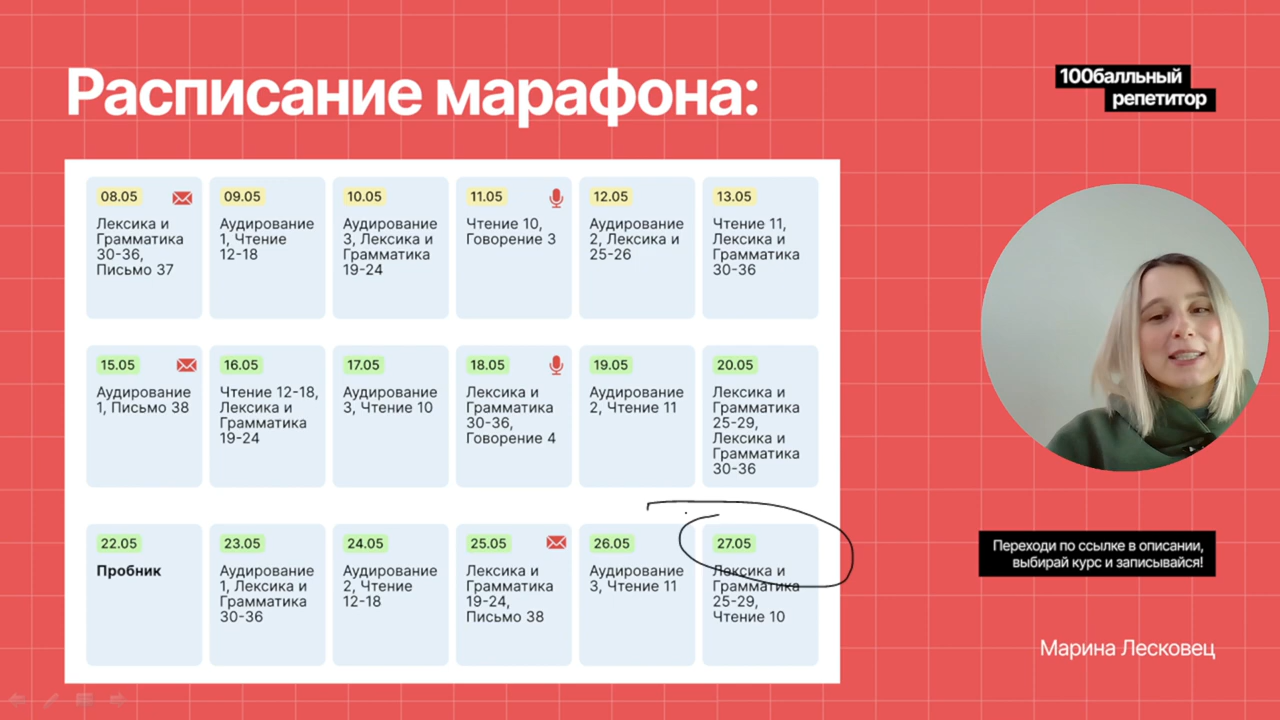 Расписание марафона:
100балльный
репетитор
08.05
Лексика и
Грамматика
30-36,
Письмо 37
09.05
Аудирование
1, Чтение
12-18
10.05
Аудирование
3, Лексика и
Грамматика
19-24
11.05
Чтение 10,
Говорение 3
12.05
Аудирование
2, Лексика и
25-26
13.05
Чтение 11,
Лексика и
Грамматика
30-36
15.05
Аудирование
1, Письмо 38
16.05
Чтение 12-18,
Лексика и
Грамматика
19-24
17.05
Аудирование
3, Чтение 10
18.05
Лексика и
Грамматика
30-36,
Говорение 4
19.05
Аудирование
2, Чтение 11
20.05
Лексика и
Грамматика
25-29,
Лексика и
Грамматика
30-36
22.05
Пробник
23.05
Аудирование
1, Лексика и
Грамматика
30-36
24.05
Аудирование
2, Чтение
12-18
25.05
Лексика и
Грамматика
19-24,
Письмо 38
26.05
Аудирование
3, Чтение 11
27.05
Лексика и
Грамматика
25-29,
Чтение 10
Переходи по ссылке в описании,
выбирай курс и записывайся!
Марина Лесковец